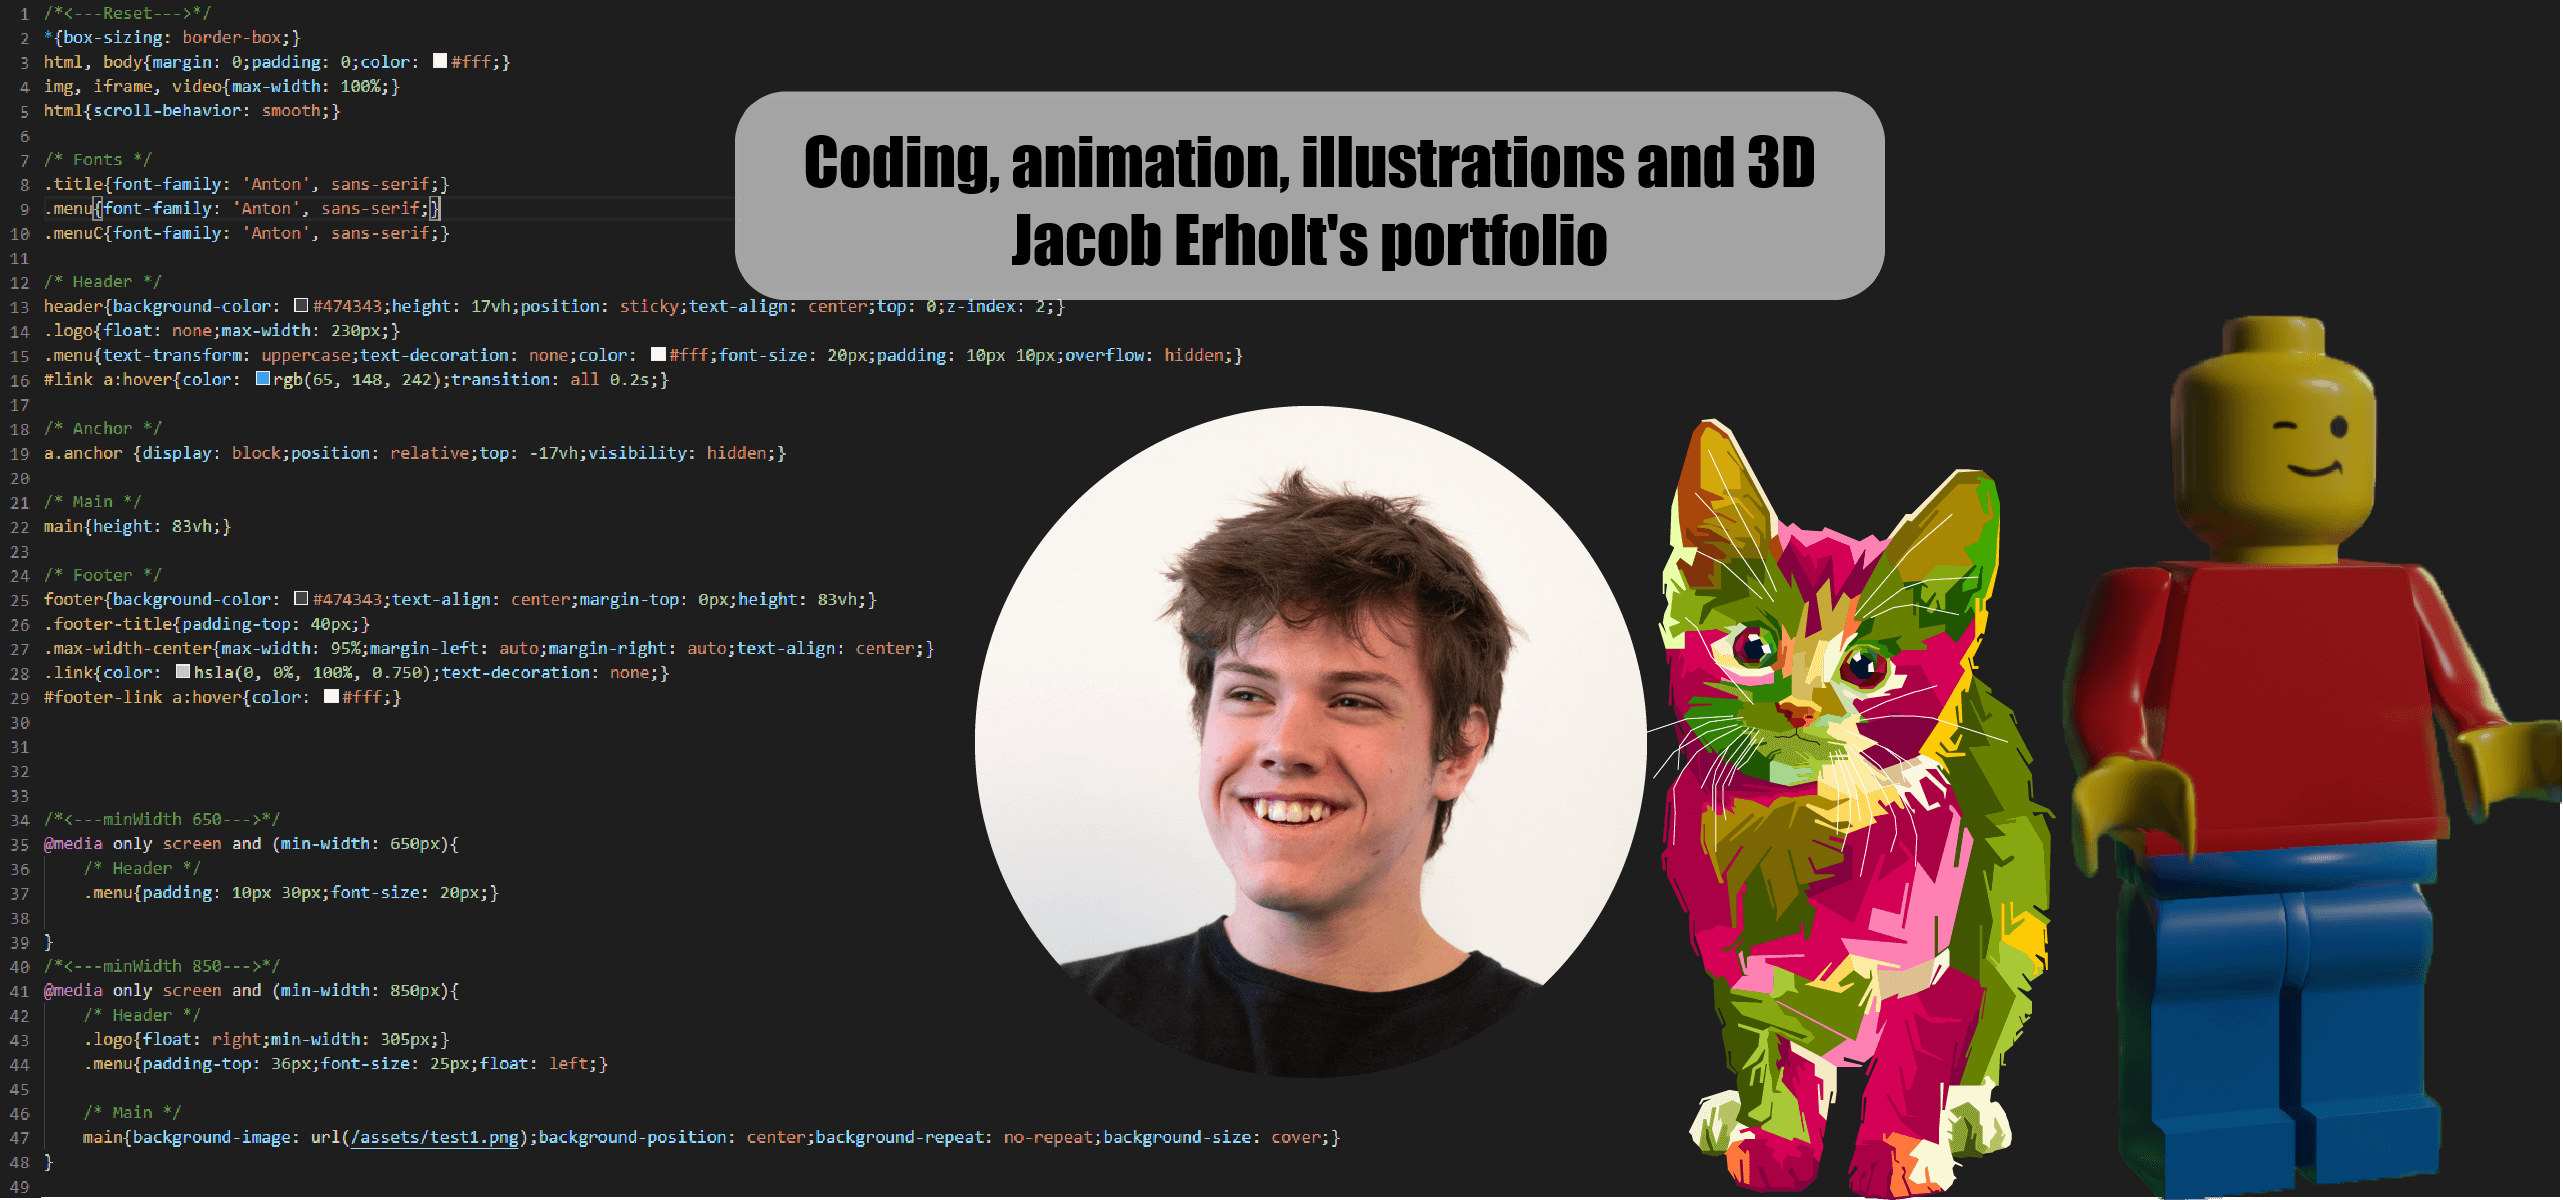 Coding, animation, illustrations and 3D
Jacob Erholt's portfolio
1 /*<---Reset--->*/
2 *{box-sizing: border-box;}
3 html, body{margin: 0;padding: 0;color: #fff;}
4 img, iframe, video{max-width: 100%;}
5 html{scroll-behavior: smooth;}
6
7 /* Fonts */
8 .title{font-family: 'Anton', sans-serif;}
9 .menu{font-family: 'Anton', sans-serif;}
10 .menuC{font-family: 'Anton', sans-serif;}
11
12 /* Header */
13 header{background-color: #474343;height: 17vh;position: sticky;text-align: center;top: 0;z-index: 2;}
14 .logo{float: none;max-width: 230px;}
15 .menu{text-transform: uppercase;text-decoration: none;color: #fff;font-size: 20px;padding: 10px 10px;overflow: hidden;}
16 #link a:hover{color: rgb(65, 148, 242);transition: all 0.2s;}
17
18 /* Anchor */
19 a.anchor {display: block;position: relative;top: -17vh;visibility: hidden;}
20
21 /* Main */
22 main{height: 83vh;}
23
24 /* Footer */
25 footer{background-color: #474343;text-align: center;margin-top: 0px;height: 83vh;}
26 .footer-title{padding-top: 40px;}
27 .max-width-center{max-width: 95%;margin-left: auto;margin-right: auto;text-align: center;}
28 .link{color: hsla(0, 0%, 100%, 0.750);text-decoration: none;}
29 #footer-link a:hover{color: #fff;}
30
31
32
33
34 /*<---minWidth 650--->*/
35 @media only screen and (min-width: 650px){
36 /* Header */
37 .menu{padding: 10px 30px;font-size: 20px;}
38
39 }
40 /*<---minWidth 850--->*/
41 @media only screen and (min-width: 850px){
42 /* Header */
43 .logo{float: right;min-width: 305px;}
44 .menu{padding-top: 36px;font-size: 25px;float: left;}
45
46 /* Main */
47 main{background-image: url(/assets/test1.png);background-position: center;background-repeat: no-repeat;background-size: cover;}
48 }
49